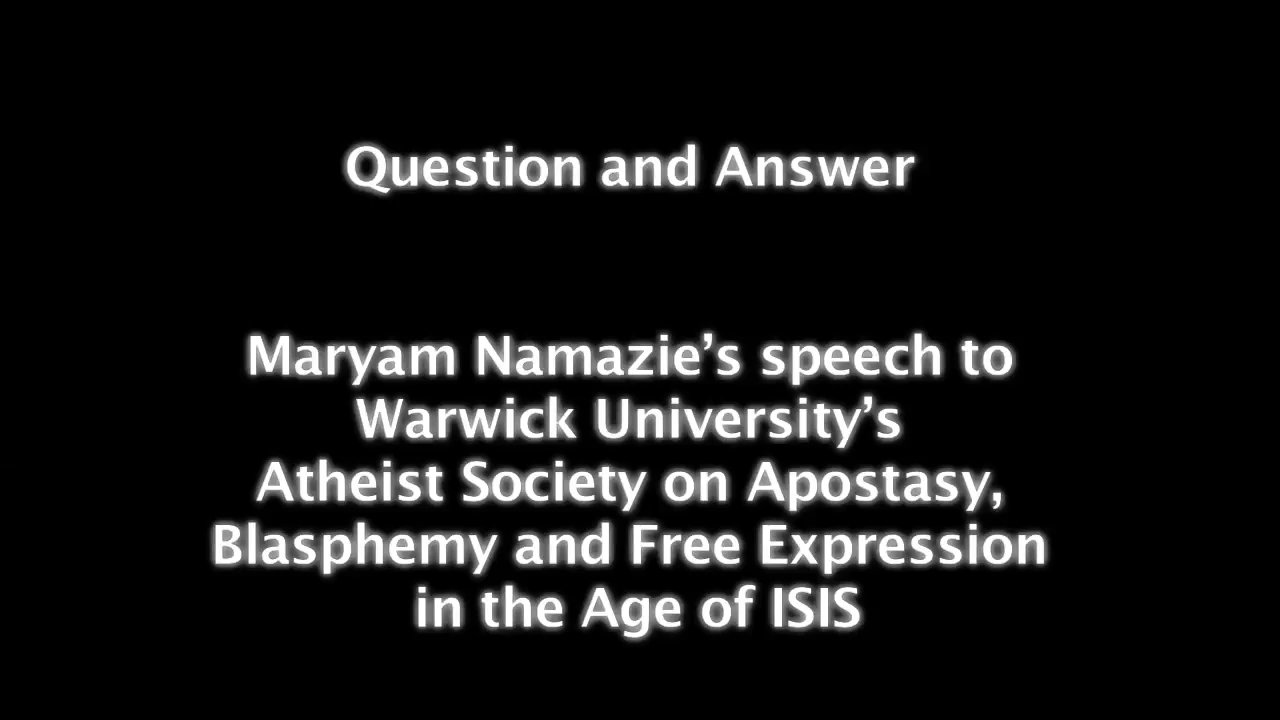 Question and Answer
Maryam Namazie’s speech to
Warwick University’s
Atheist Society on Apostasy,
Blasphemy and Free Expression
in the Age of ISIS